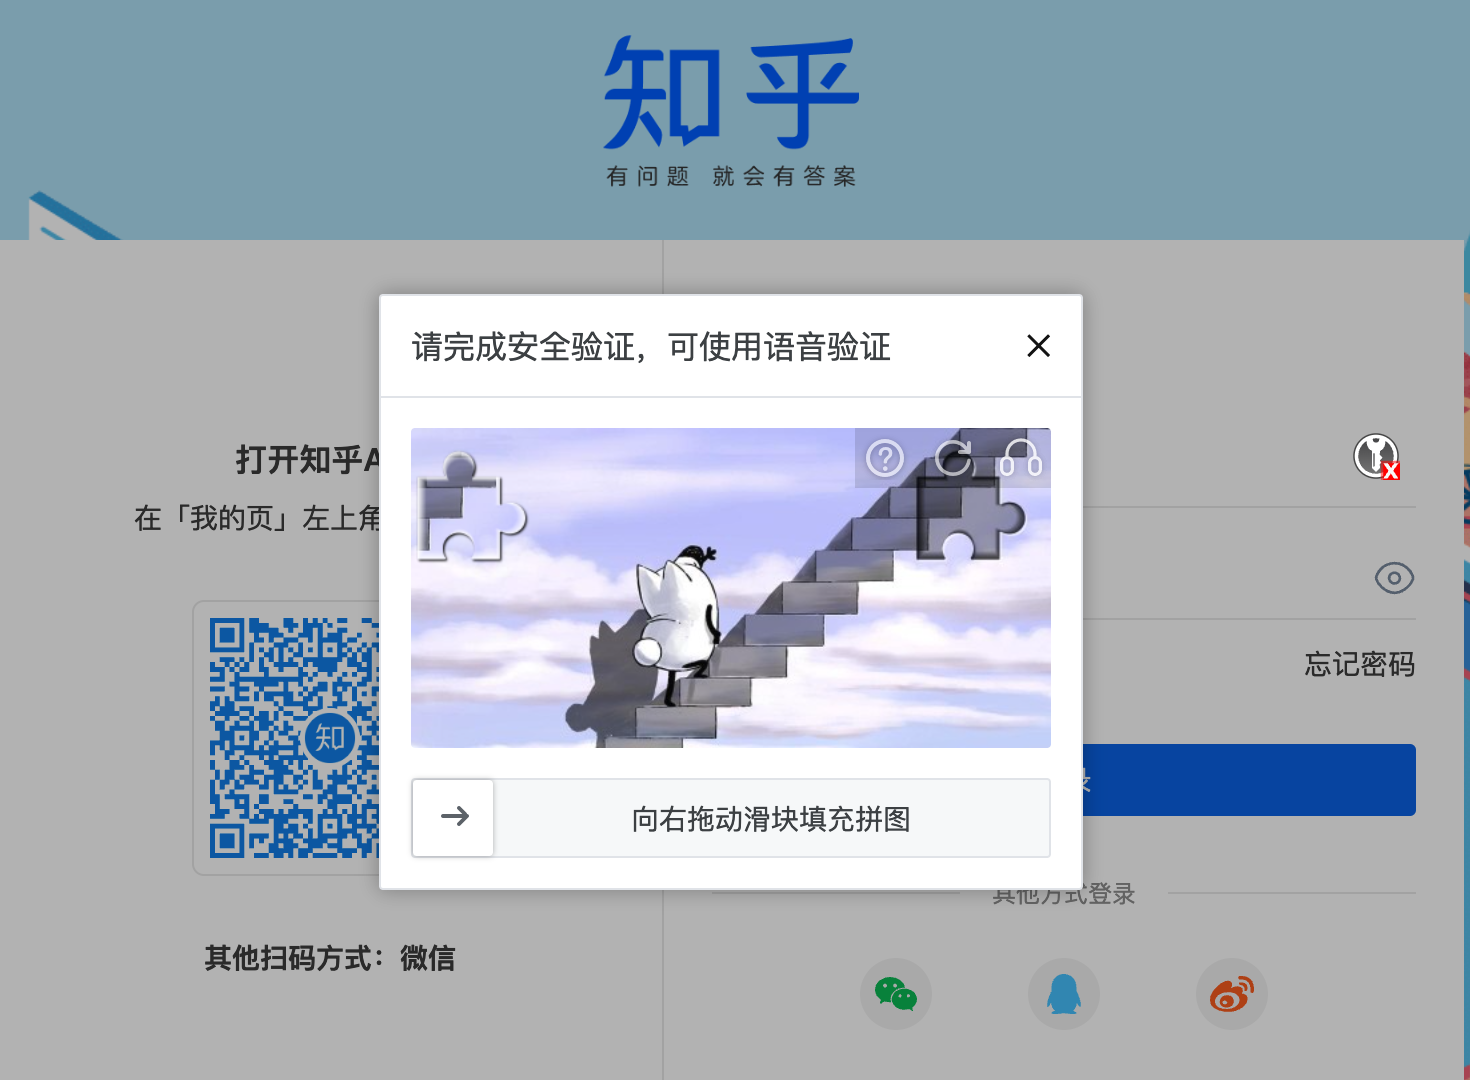 知乎
有问题 就会有答案
请完成安全验证，可使用语音验证
打开知乎A
在「我的页」左上角
知
忘记密码
向右拖动滑块填充拼图
其他方式登录
其他扫码方式：微信